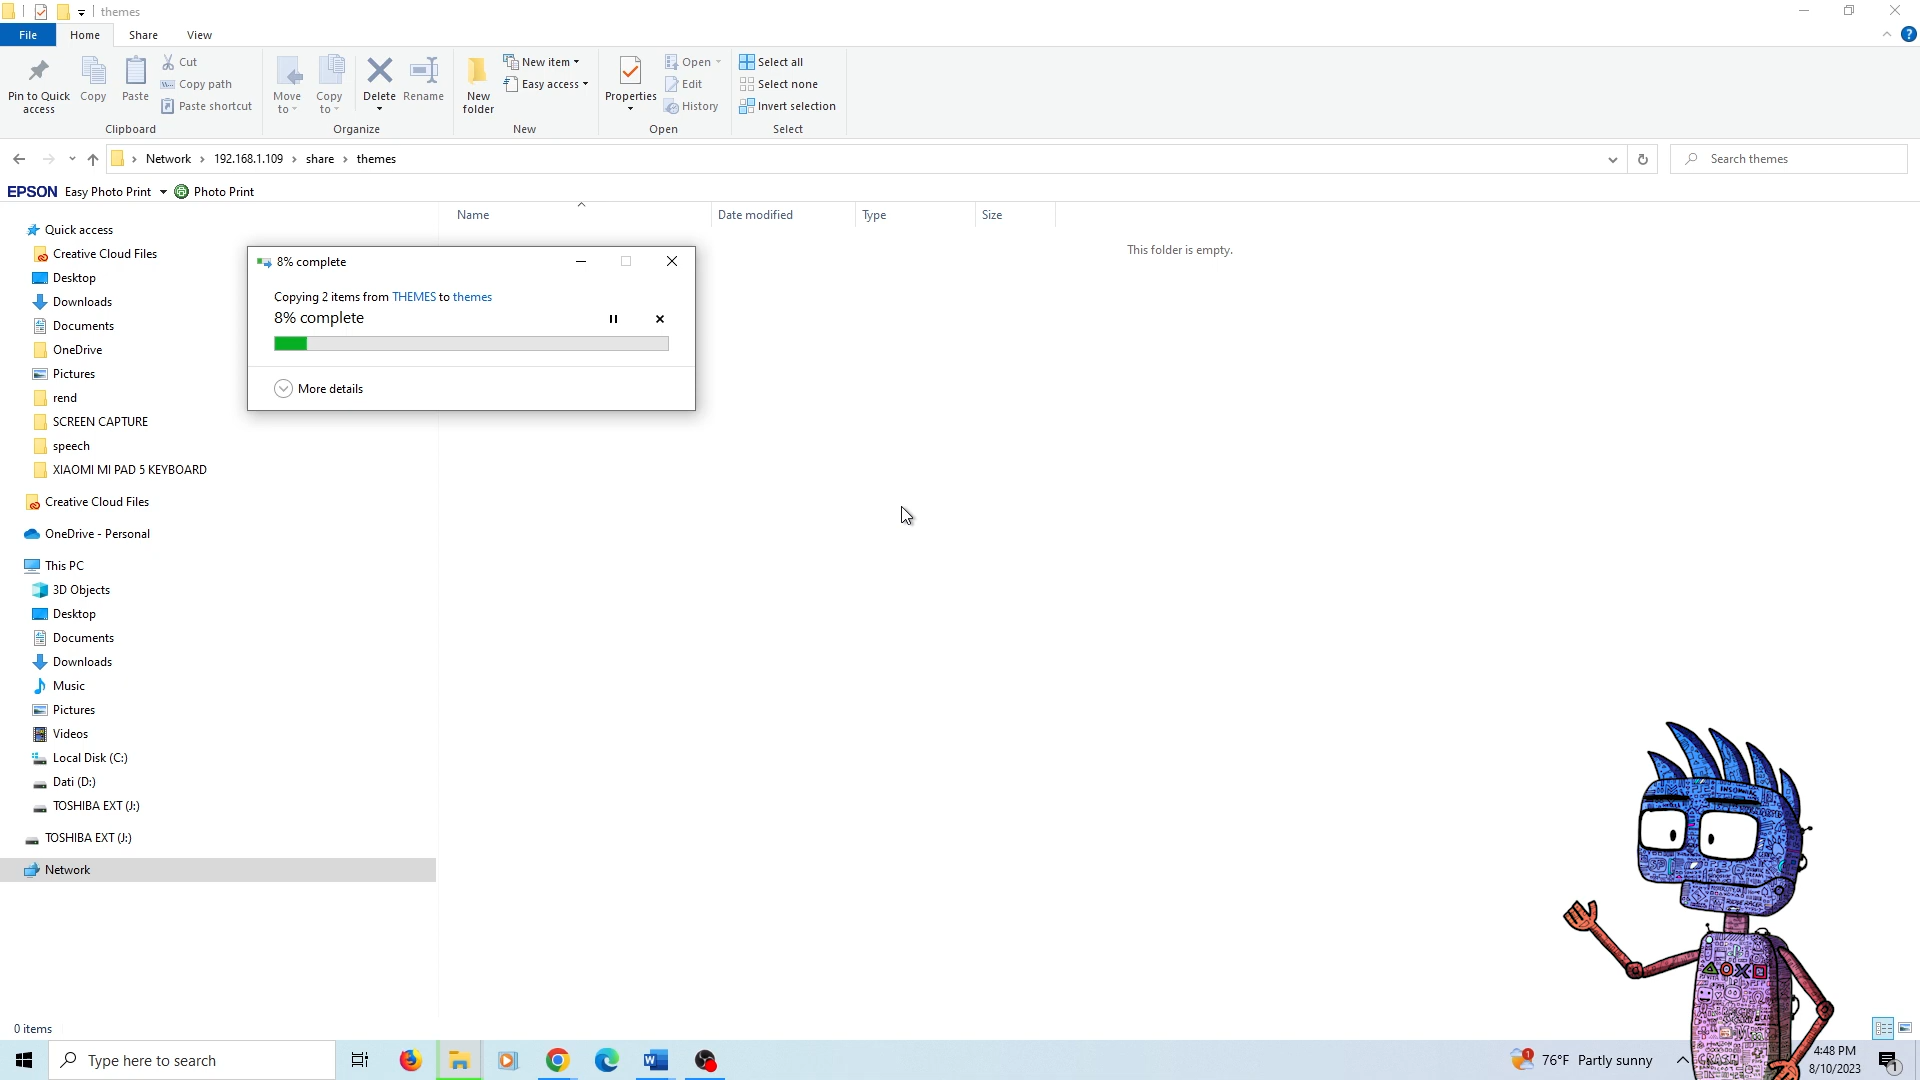 themes
File Home Share View
Pin to Quick access
Copy
Paste
Cut
Copy path
Paste shortcut
Clipboard
Move to
Copy to
Delete
Rename
Organize
New folder
New item
Easy access
New
Properties
Open
Edit
History
Open
Select all
Select none
Invert selection
Select
Network > 192.168.1.109 > share > themes
Search themes
EPSON Easy Photo Print Photo Print
Name Date modified Type Size
This folder is empty.
Quick access
Creative Cloud Files
Desktop
Downloads
Documents
OneDrive
Pictures
rend
SCREEN CAPTURE
speech
XIAOMI MI PAD 5 KEYBOARD
Creative Cloud Files
OneDrive - Personal
This PC
3D Objects
Desktop
Documents
Downloads
Music
Pictures
Videos
Local Disk (C:)
Dati (D:)
TOSHIBA EXT (J:)
TOSHIBA EXT (J:)
Network
8% complete
Copying 2 items from THEMES to themes
8% complete
More details
INSOMNIAC
CRASH
0 items
Type here to search
1
76°F Partly sunny
4:48 PM
8/10/2023
1